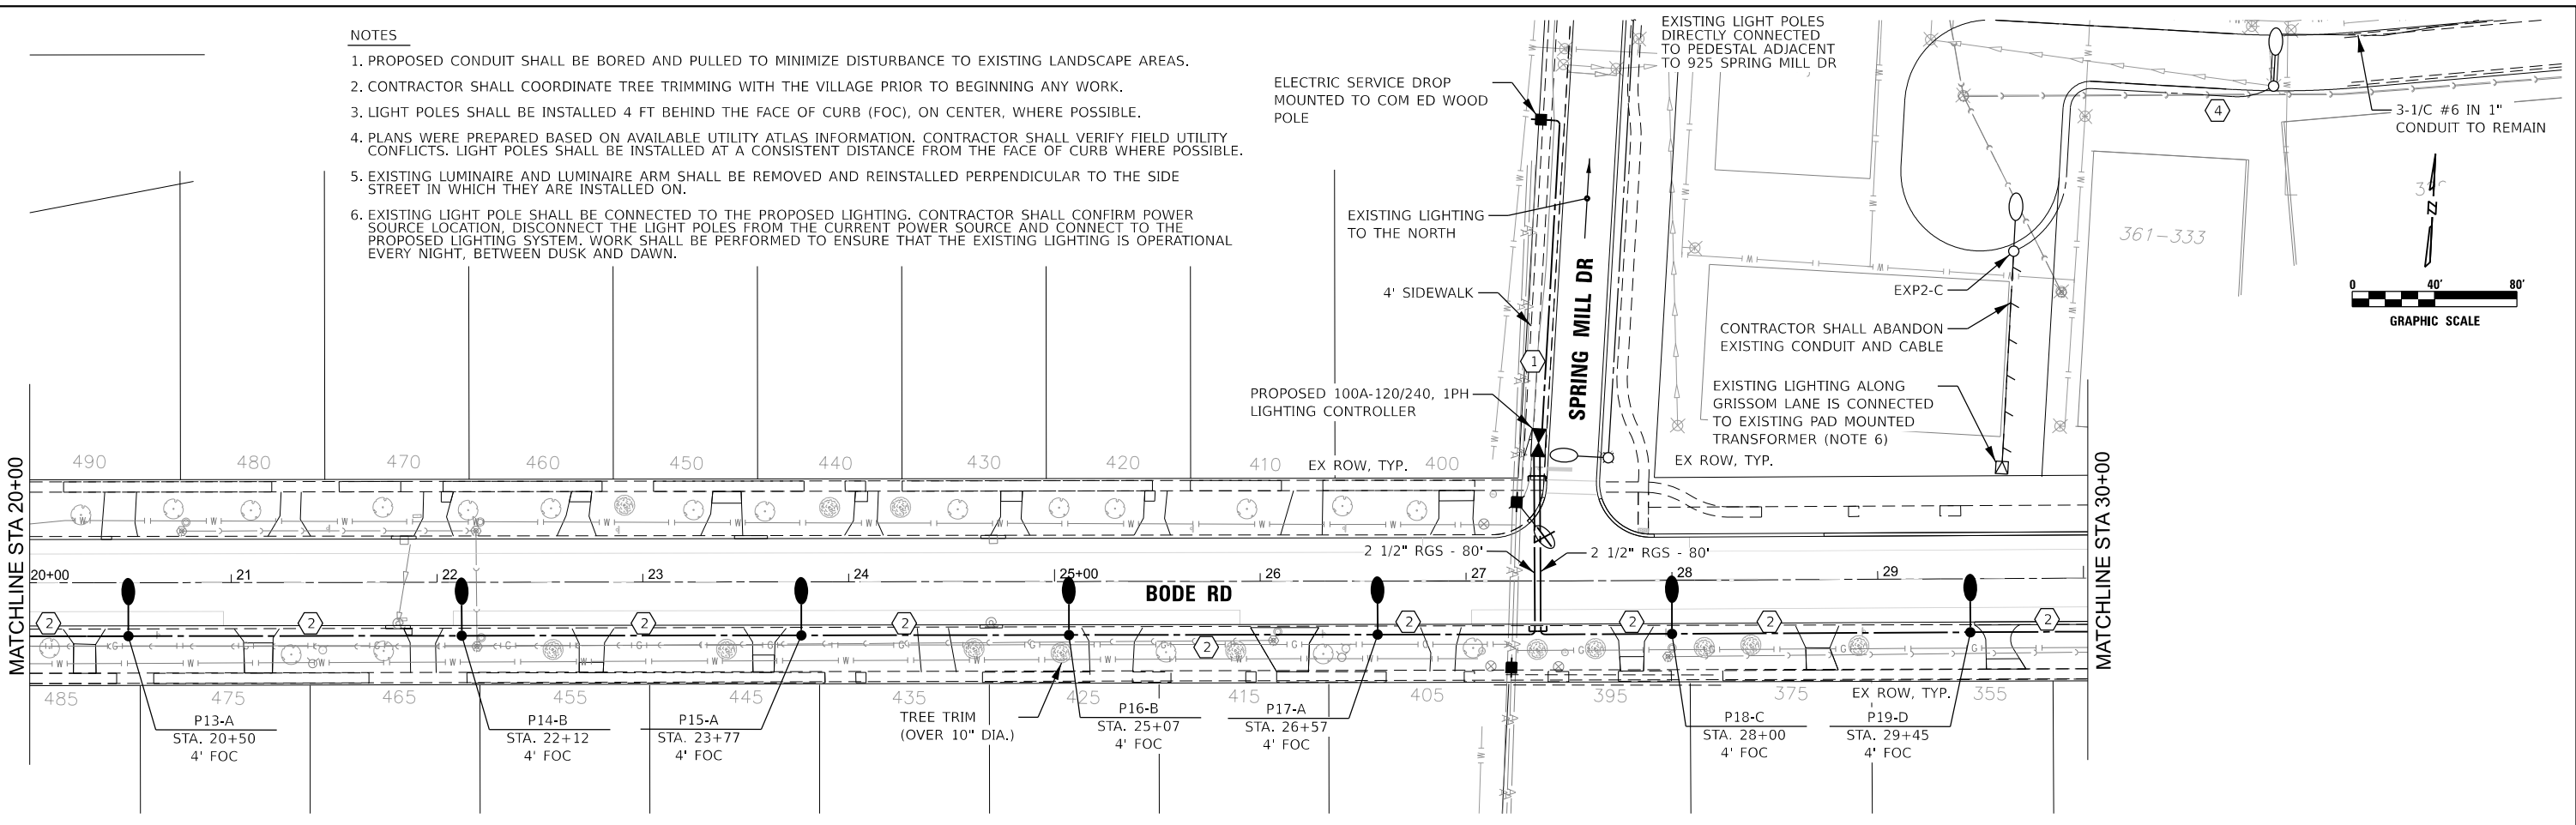 NOTES
1. PROPOSED CONDUIT SHALL BE BORED AND PULLED TO MINIMIZE DISTURBANCE TO EXISTING LANDSCAPE AREAS.
2. CONTRACTOR SHALL COORDINATE TREE TRIMMING WITH THE VILLAGE PRIOR TO BEGINNING ANY WORK.
3. LIGHT POLES SHALL BE INSTALLED 4 FT BEHIND THE FACE OF CURB (FOC), ON CENTER, WHERE POSSIBLE.
4. PLANS WERE PREPARED BASED ON AVAILABLE UTILITY ATLAS INFORMATION. CONTRACTOR SHALL VERIFY FIELD UTILITY
CONFLICTS. LIGHT POLES SHALL BE INSTALLED AT A CONSISTENT DISTANCE FROM THE FACE OF CURB WHERE POSSIBLE.
5. EXISTING LUMINAIRE AND LUMINAIRE ARM SHALL BE REMOVED AND REINSTALLED PERPENDICULAR TO THE SIDE
STREET IN WHICH THEY ARE INSTALLED ON.
6. EXISTING LIGHT POLE SHALL BE CONNECTED TO THE PROPOSED LIGHTING. CONTRACTOR SHALL CONFIRM POWER
SOURCE LOCATION, DISCONNECT THE LIGHT POLES FROM THE CURRENT POWER SOURCE AND CONNECT TO THE
PROPOSED LIGHTING SYSTEM. WORK SHALL BE PERFORMED TO ENSURE THAT THE EXISTING LIGHTING IS OPERATIONAL
EVERY NIGHT, BETWEEN DUSK AND DAWN.
ELECTRIC SERVICE DROP
MOUNTED TO COM ED WOOD
POLE
EXISTING LIGHT POLES
DIRECTLY CONNECTED
TO PEDESTAL ADJACENT
TO 925 SPRING MILL DR
4
3-1/C #6 IN 1"
CONDUIT TO REMAIN
EXISTING LIGHTING
TO THE NORTH
361-333
EXP2-C
4' SIDEWALK
SPRING MILL DR
0 40' 80'
GRAPHIC SCALE
CONTRACTOR SHALL ABANDON
EXISTING CONDUIT AND CABLE
1
PROPOSED 100A-120/240, 1PH
LIGHTING CONTROLLER
EXISTING LIGHTING ALONG
GRISSOM LANE IS CONNECTED
TO EXISTING PAD MOUNTED
TRANSFORMER (NOTE 6)
490 480 470 460 450 440 430 420 410 EX ROW, TYP. 400 EX ROW, TYP.
MATCHLINE STA 20+00
MATCHLINE STA 30+00
2 1/2" RGS - 80' 2 1/2" RGS - 80'
20+00 21 22 23 24 25+00 26 27 28 29
BODE RD
2 2 2 2 2 2 2 2 2
485 475 465 455 445 435 425 415 405 395 375 EX ROW, TYP. 355
P13-A
STA. 20+50
4' FOC
P14-B
STA. 22+12
4' FOC
P15-A
STA. 23+77
4' FOC
TREE TRIM
(OVER 10" DIA.)
P16-B
STA. 25+07
4' FOC
P17-A
STA. 26+57
4' FOC
P18-C
STA. 28+00
4' FOC
P19-D
STA. 29+45
4' FOC